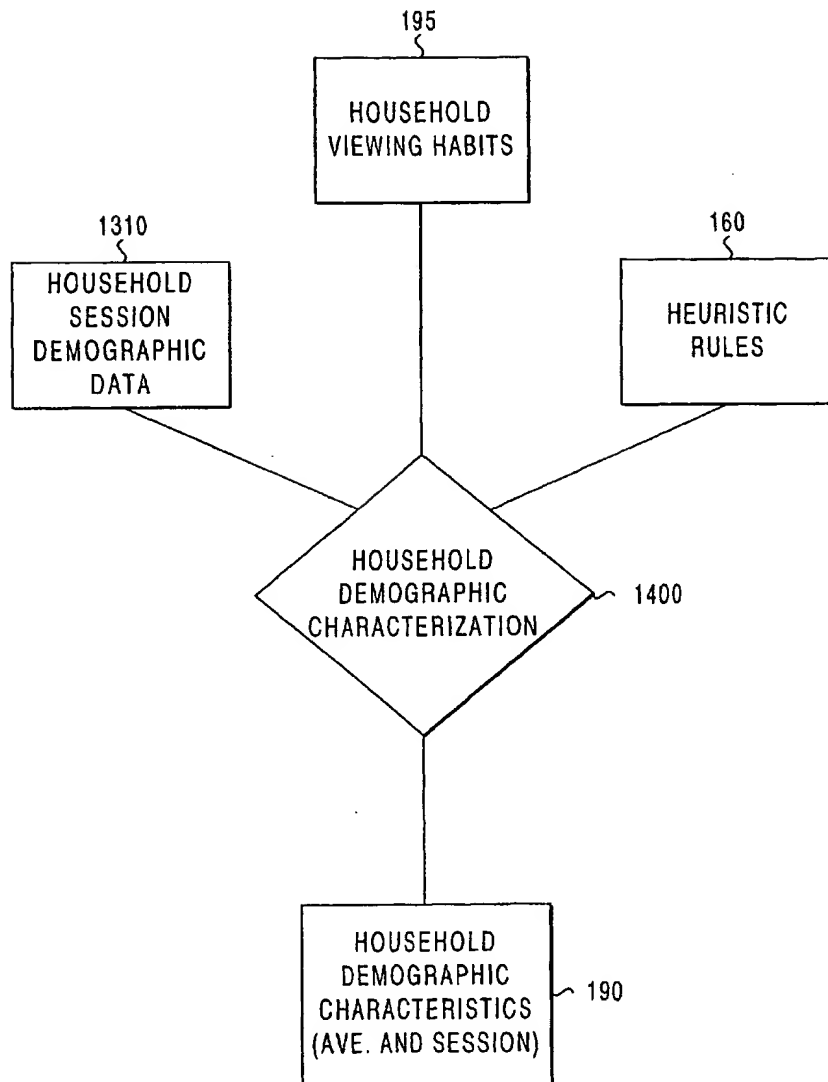 195
HOUSEHOLD
VIEWING HABITS
1310
HOUSEHOLD
SESSION
DEMOGRAPHIC
DATA
160
HEURISTIC
RULES
HOUSEHOLD
DEMOGRAPHIC
CHARACTERIZATION
1400
HOUSEHOLD
DEMOGRAPHIC
CHARACTERISTICS
(AVE. AND SESSION)
190